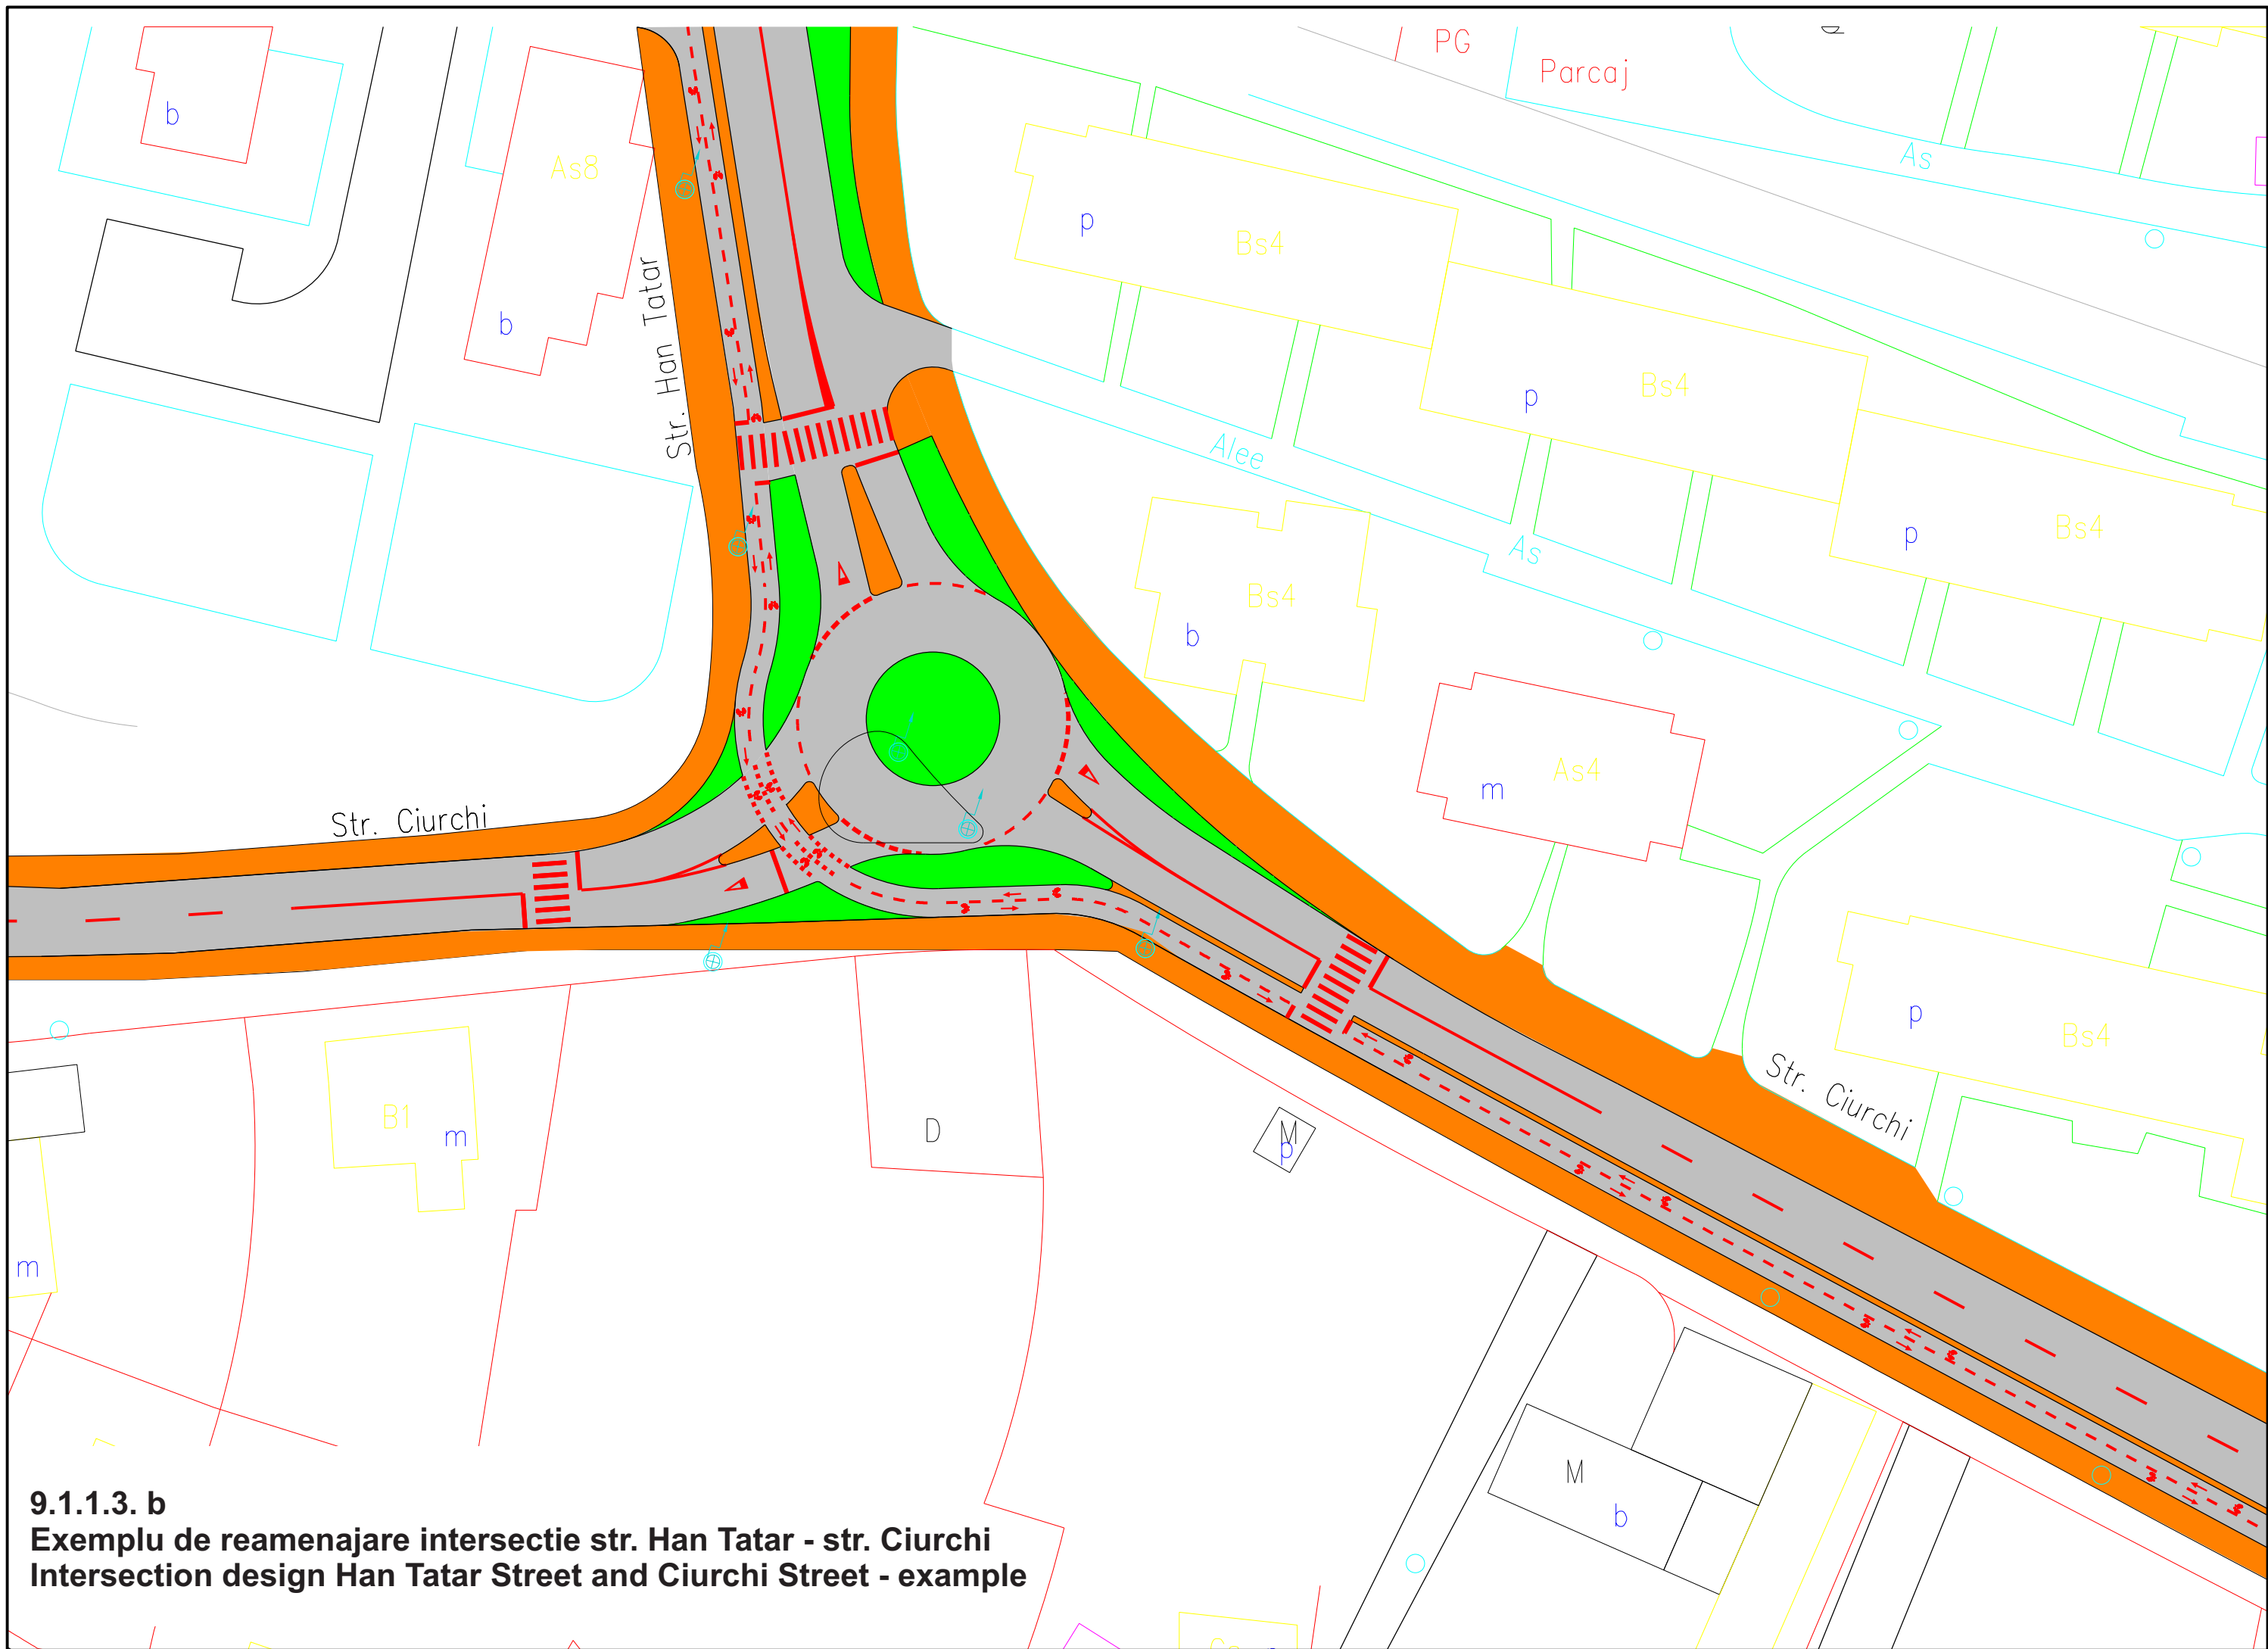 PG
Parcaj
b
As8
As
p
Bs4
b
Str. Han Tatar
p
Bs4
Alee
p
Bs4
As
Bs4
b
As4
m
Str. Ciurchi
p
Bs4
Str. Ciurchi
B1
m
D
M
p
m
M
b
9.1.1.3. b
Exemplu de reamenajare intersectie str. Han Tatar - str. Ciurchi
Intersection design Han Tatar Street and Ciurchi Street - example